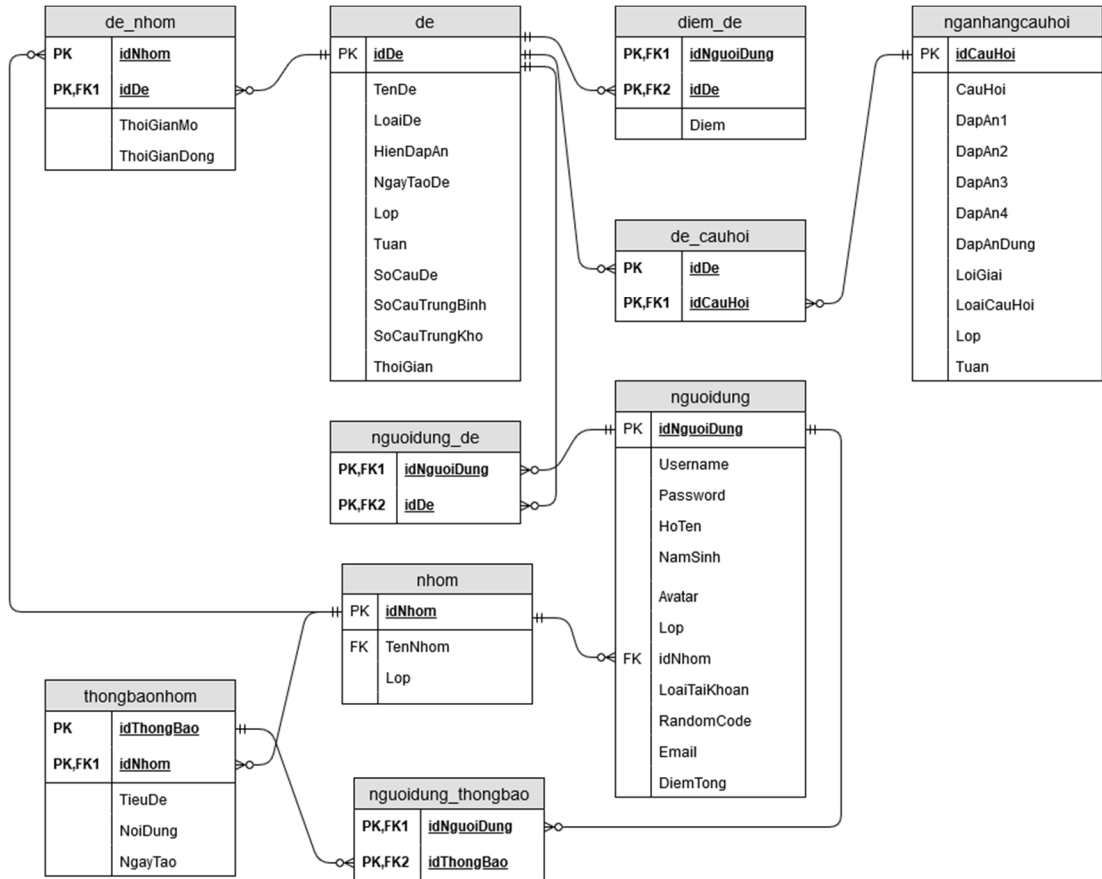 de_nhom
PK idNhom
PK,FK1 idDe
ThoiGianMo
ThoiGianDong
de
PK idDe
TenDe
LoaiDe
HienDapAn
NgayTaoDe
Lop
Tuan
SoCauDe
SoCauTrungBinh
SoCauTrungKho
ThoiGian
diem_de
PK,FK1 idNguoiDung
PK,FK2 idDe
Diem
nganhangcauhoi
PK idCauHoi
CauHoi
DapAn1
DapAn2
DapAn3
DapAn4
DapAnDung
LoiGiai
LoaiCauHoi
Lop
Tuan
de_cauhoi
PK idDe
PK,FK1 idCauHoi
nguoidung_de
PK,FK1 idNguoiDung
PK,FK2 idDe
nguoidung
PK idNguoiDung
Username
Password
HoTen
NamSinh
Avatar
Lop
FK idNhom
LoaiTaiKhoan
RandomCode
Email
DiemTong
nhom
PK idNhom
FK TenNhom
Lop
thongbaonhom
PK idThongBao
PK,FK1 idNhom
TieuDe
NoiDung
NgayTao
nguoidung_thongbao
PK,FK1 idNguoiDung
PK,FK2 idThongBao